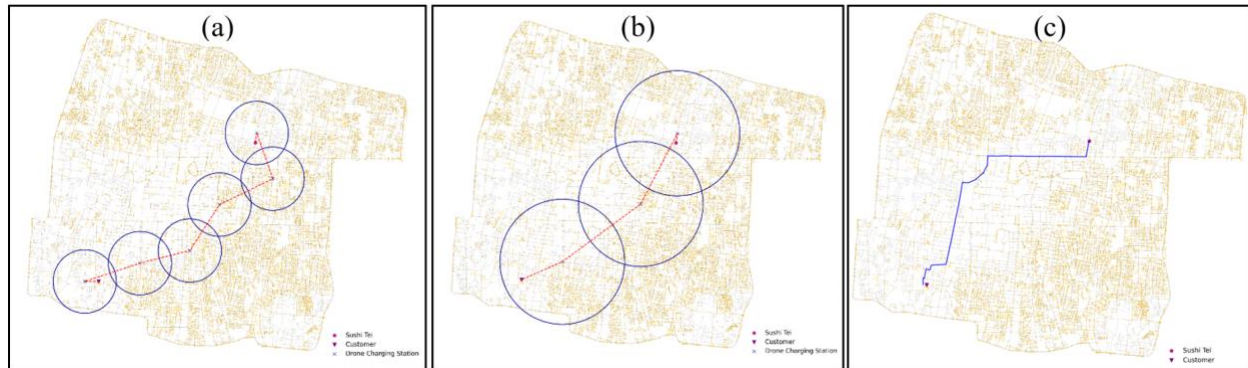 (a)
Sushi Tei
Customer
Drone Charging Station
(b)
Sushi Tei
Customer
Drone Charging Station
(c)
Sushi Tei
Customer